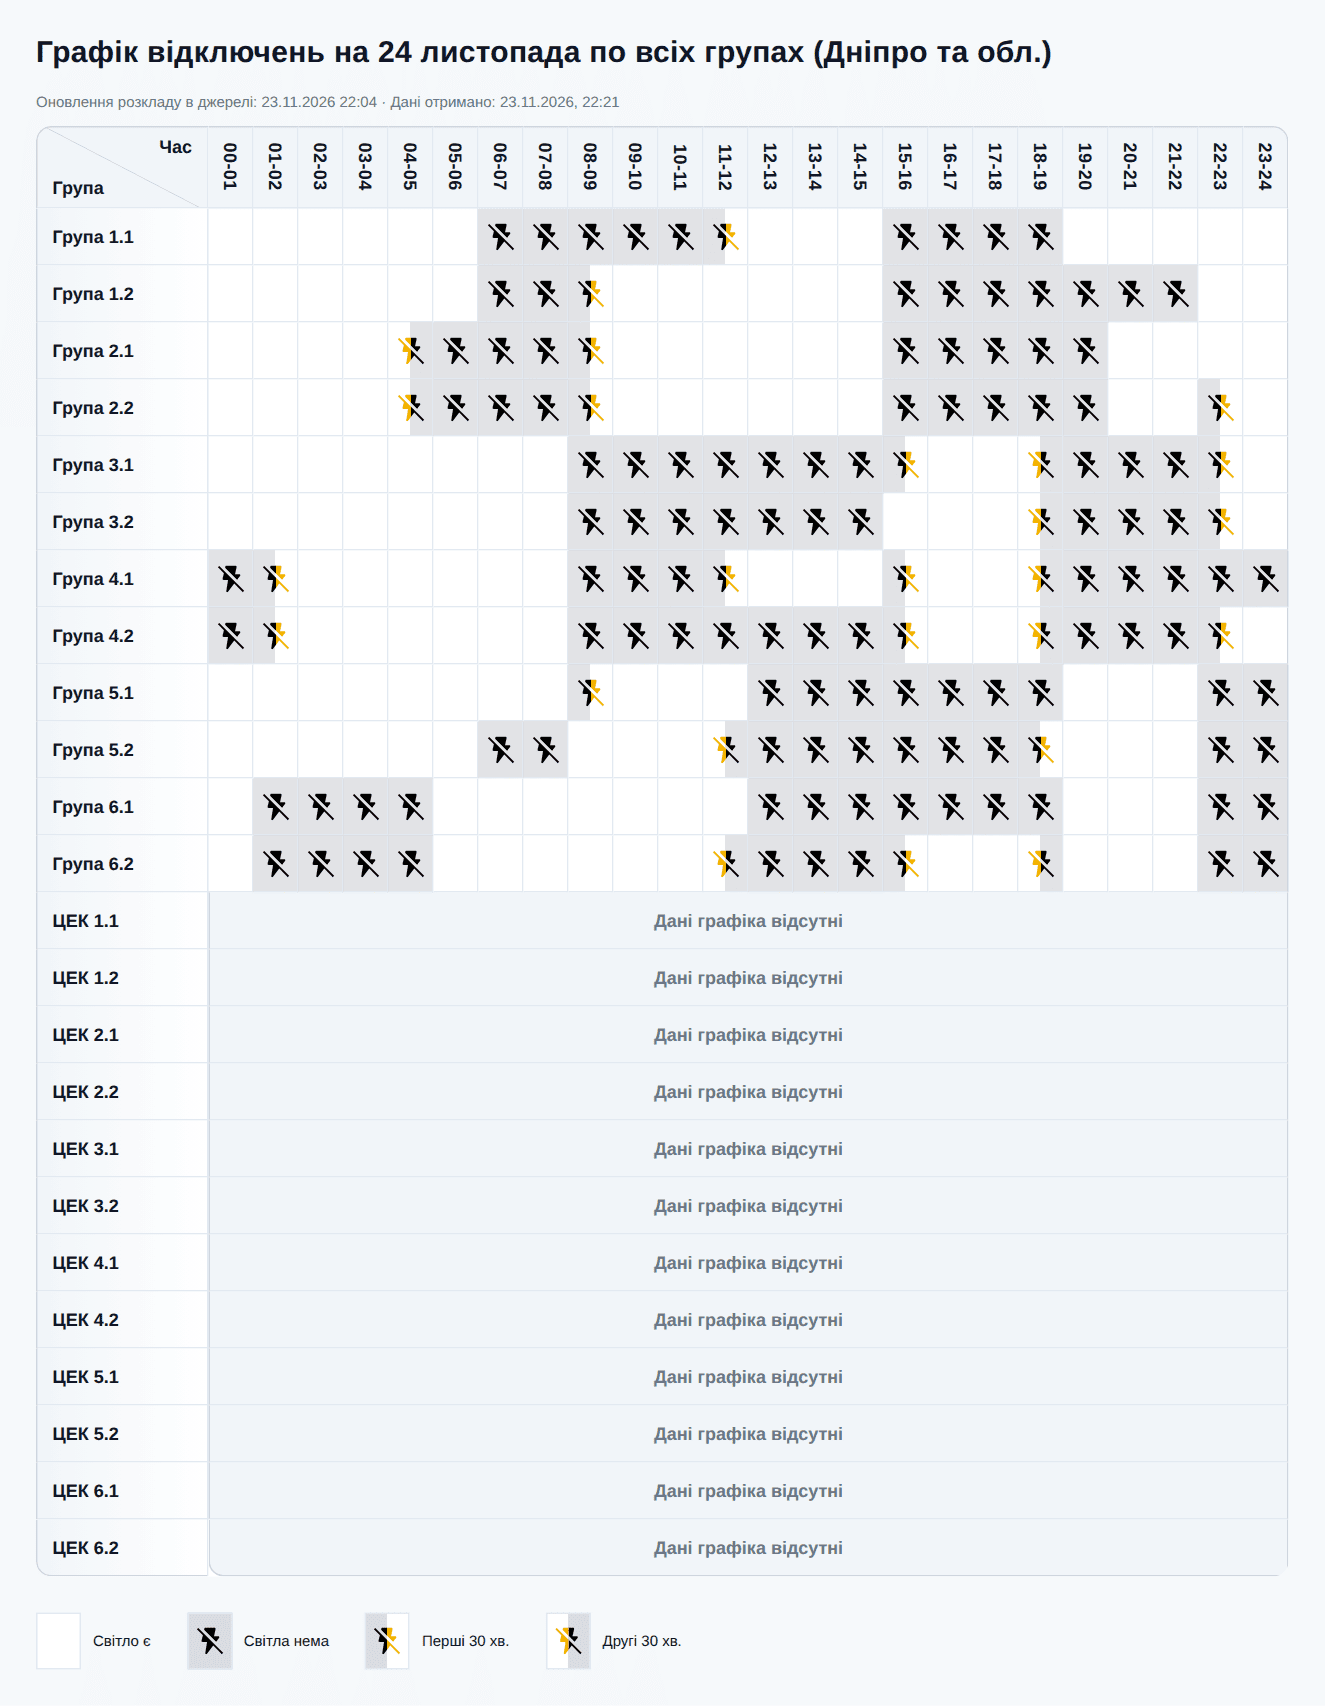 Графік відключень на 24 листопада по всіх групах (Дніпро та обл.)
Оновлення розкладу в джерелі: 23.11.2026 22:04 · Дані отримано: 23.11.2026, 22:21
Час
Група
00-01 01-02 02-03 03-04 04-05 05-06 06-07 07-08 08-09 09-10 10-11 11-12 12-13 13-14 14-15 15-16 16-17 17-18 18-19 19-20 20-21 21-22 22-23 23-24
Група 1.1
Група 1.2
Група 2.1
Група 2.2
Група 3.1
Група 3.2
Група 4.1
Група 4.2
Група 5.1
Група 5.2
Група 6.1
Група 6.2
ЦЕК 1.1 Дані графіка відсутні
ЦЕК 1.2 Дані графіка відсутні
ЦЕК 2.1 Дані графіка відсутні
ЦЕК 2.2 Дані графіка відсутні
ЦЕК 3.1 Дані графіка відсутні
ЦЕК 3.2 Дані графіка відсутні
ЦЕК 4.1 Дані графіка відсутні
ЦЕК 4.2 Дані графіка відсутні
ЦЕК 5.1 Дані графіка відсутні
ЦЕК 5.2 Дані графіка відсутні
ЦЕК 6.1 Дані графіка відсутні
ЦЕК 6.2 Дані графіка відсутні
Світло є Світла нема Перші 30 хв. Другі 30 хв.